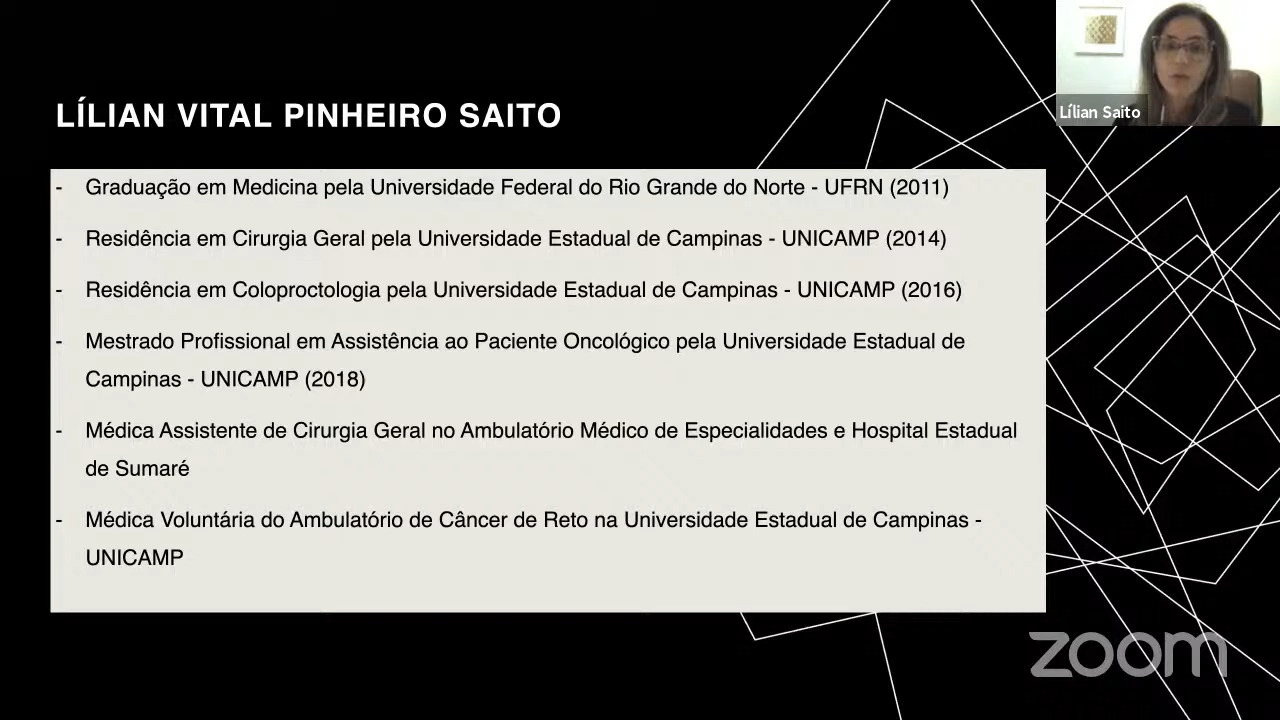 LÍLIAN VITAL PINHEIRO SAITO
Lílian Saito
- Graduação em Medicina pela Universidade Federal do Rio Grande do Norte - UFRN (2011)
- Residência em Cirurgia Geral pela Universidade Estadual de Campinas - UNICAMP (2014)
- Residência em Coloproctologia pela Universidade Estadual de Campinas - UNICAMP (2016)
- Mestrado Profissional em Assistência ao Paciente Oncológico pela Universidade Estadual de
Campinas - UNICAMP (2018)
- Médica Assistente de Cirurgia Geral no Ambulatório Médico de Especialidades e Hospital Estadual
de Sumaré
- Médica Voluntária do Ambulatório de Câncer de Reto na Universidade Estadual de Campinas -
UNICAMP
zoom